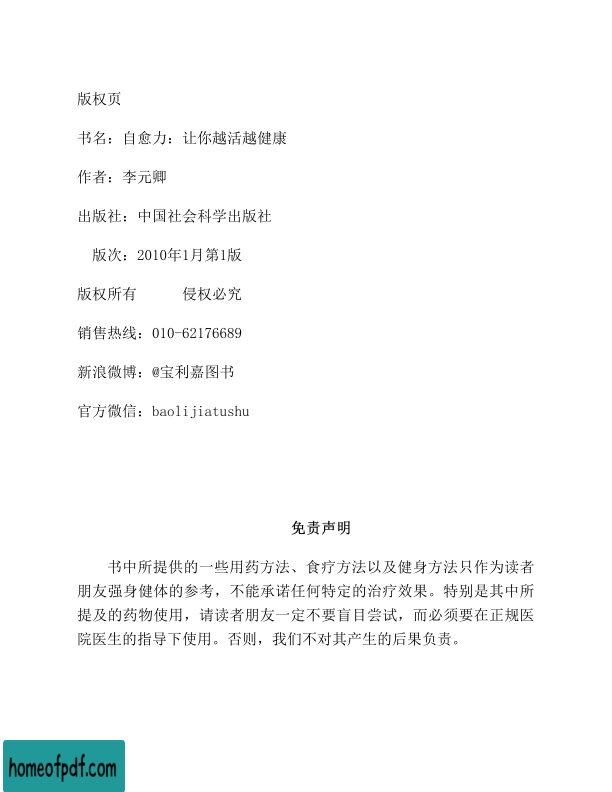 版权页
书名：自愈力：让你越活越健康
作者：李元卿
出版社：中国社会科学出版社
版次：2010年1月第1版
版权所有　　　侵权必究
销售热线：010-62176689
新浪微博：@宝利嘉图书
官方微信：baolijiatushu
免责声明
书中所提供的一些用药方法、食疗方法以及健身方法只作为读者
朋友强身健体的参考，不能承诺任何特定的治疗效果。特别是其中所
提及的药物使用，请读者朋友一定不要盲目尝试，而必须要在正规医
院医生的指导下使用。否则，我们不对其产生的后果负责。
homeofpdf.com